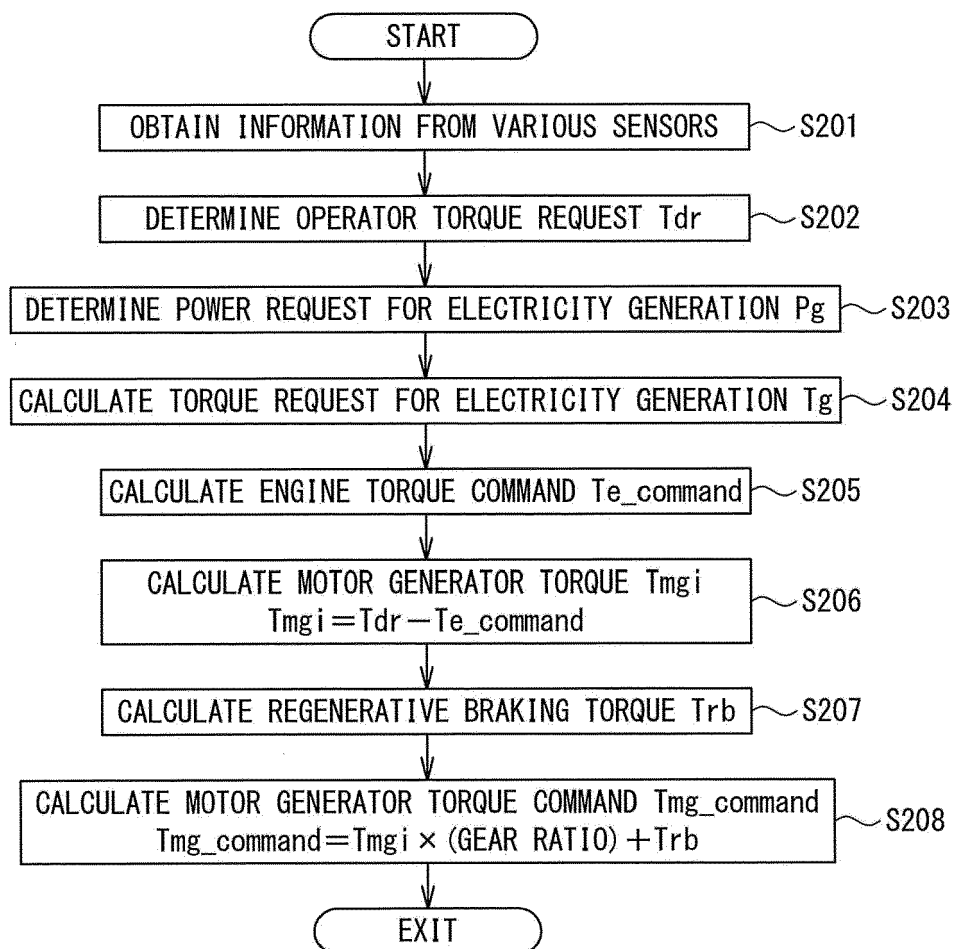 START
OBTAIN INFORMATION FROM VARIOUS SENSORS
S201
DETERMINE OPERATOR TORQUE REQUEST Tdr
S202
DETERMINE POWER REQUEST FOR ELECTRICITY GENERATION Pg
S203
CALCULATE TORQUE REQUEST FOR ELECTRICITY GENERATION Tg
S204
CALCULATE ENGINE TORQUE COMMAND Te_command
S205
CALCULATE MOTOR GENERATOR TORQUE Tmgi
Tmgi=Tdr−Te_command
S206
CALCULATE REGENERATIVE BRAKING TORQUE Trb
S207
CALCULATE MOTOR GENERATOR TORQUE COMMAND Tmg_command
Tmg_command=Tmgi×(GEAR RATIO)+Trb
S208
EXIT